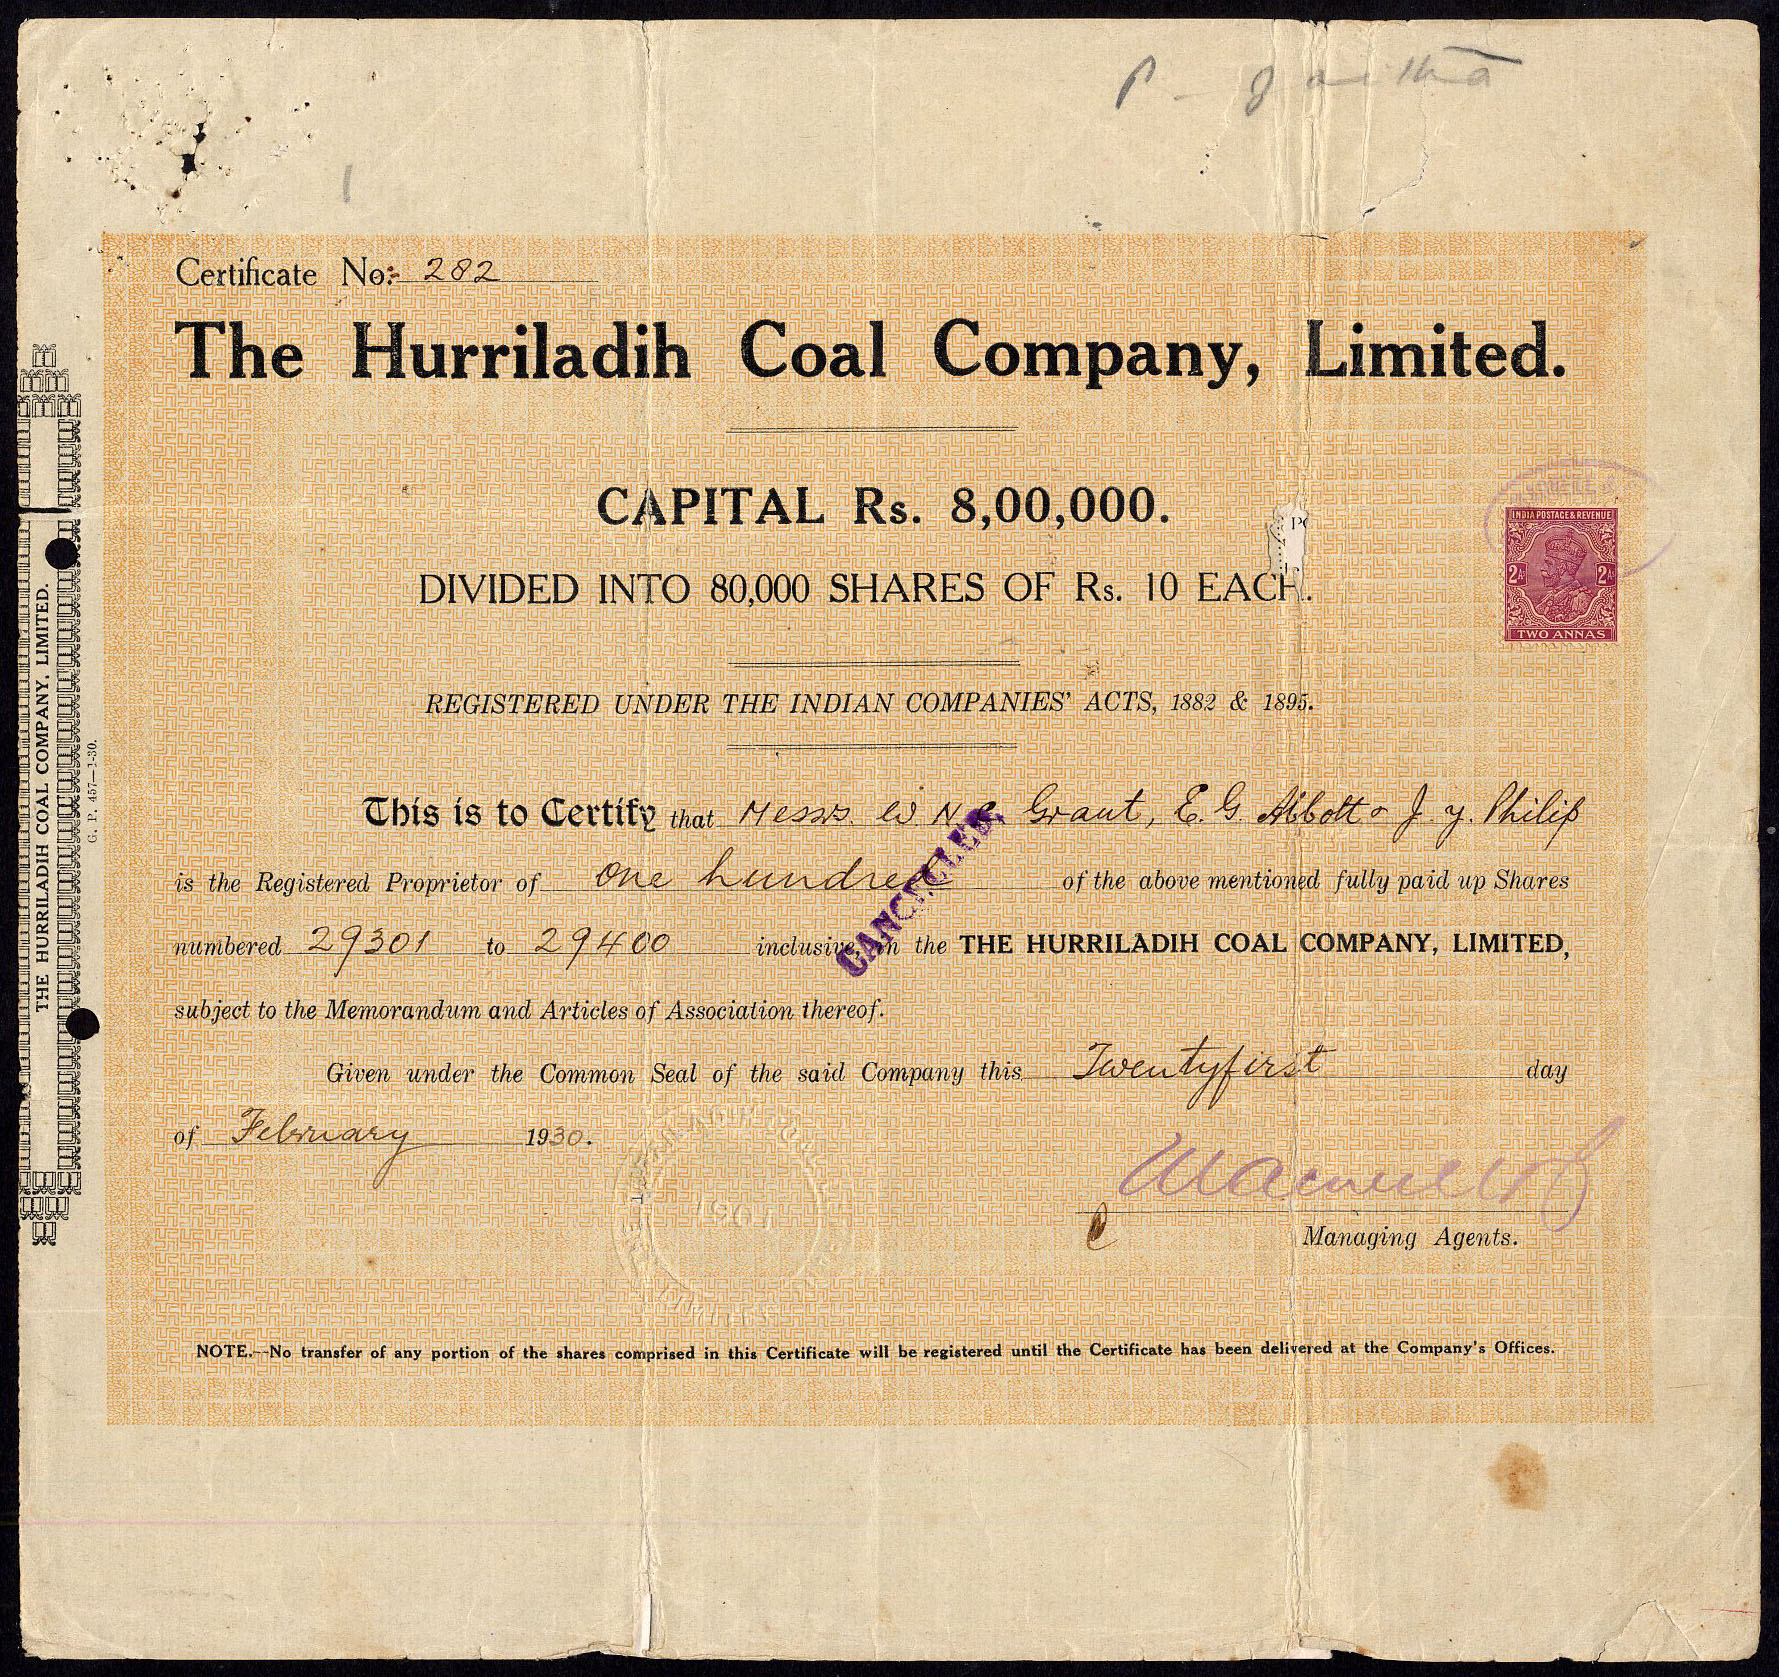 Certificate No:- 282
The Hurriladih Coal Company, Limited.
CAPITAL Rs. 8,00,000.
DIVIDED INTO 80,000 SHARES OF Rs. 10 EACH.
INDIA POSTAGE & REVENUE
2As 2As
TWO ANNAS
REGISTERED UNDER THE INDIAN COMPANIES' ACTS, 1882 & 1895.
This is to Certify that Messrs. W. N. C. Grant, E. G. Abbott & J. Y. Philip
is the Registered Proprietor of One hundred of the above mentioned fully paid up Shares
numbered 29301 to 29400 inclusive in the THE HURRILADIH COAL COMPANY, LIMITED,
CANCELLED.
subject to the Memorandum and Articles of Association thereof.
Given under the Common Seal of the said Company this Twentyfirst day
of February 1930.
Managing Agents.
NOTE.—No transfer of any portion of the shares comprised in this Certificate will be registered until the Certificate has been delivered at the Company's Offices.
THE HURRILADIH COAL COMPANY, LIMITED.
G. P. 457—1-30.